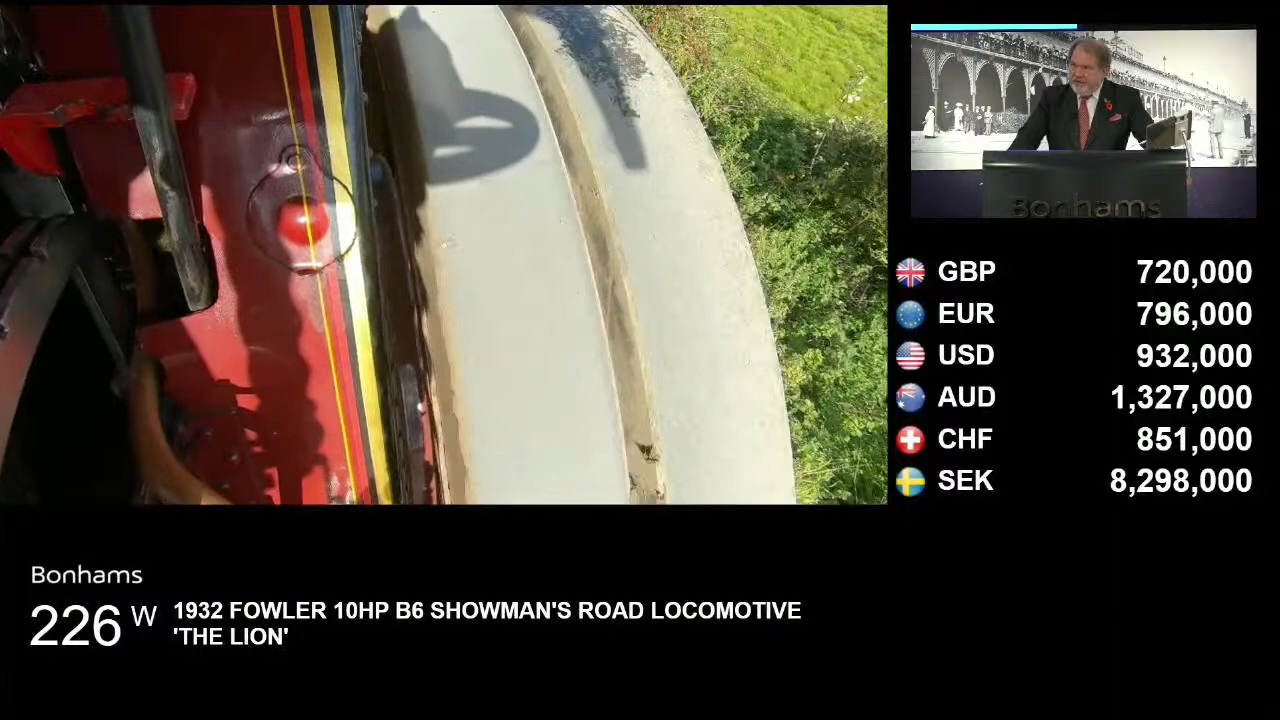 Bonhams
GBP 720,000
EUR 796,000
USD 932,000
AUD 1,327,000
CHF 851,000
SEK 8,298,000
Bonhams
226 W
1932 FOWLER 10HP B6 SHOWMAN'S ROAD LOCOMOTIVE
'THE LION'